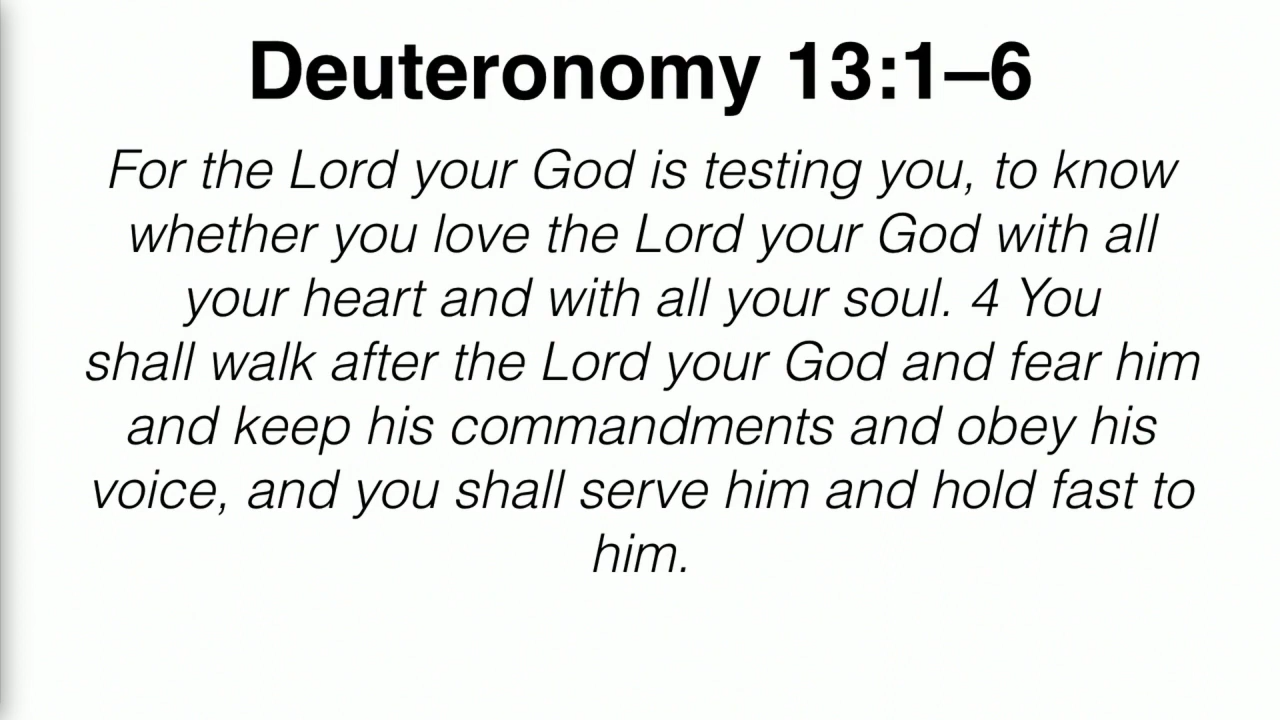 Deuteronomy 13:1–6
For the Lord your God is testing you, to know
whether you love the Lord your God with all
your heart and with all your soul. 4 You
shall walk after the Lord your God and fear him
and keep his commandments and obey his
voice, and you shall serve him and hold fast to
him.